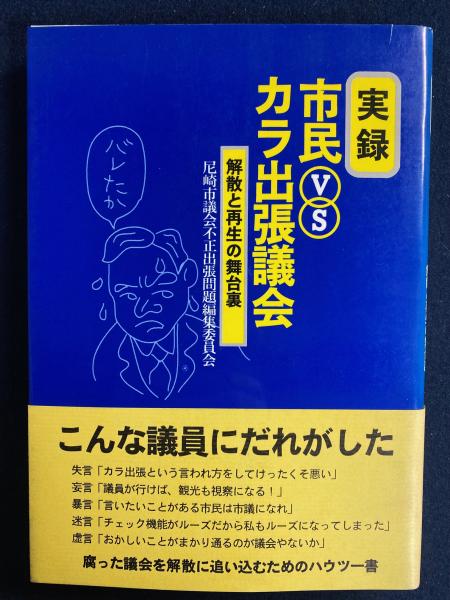 実録
市民VS
カラ出張議会
解散と再生の舞台裏
尼崎市議会不正出張問題編集委員会
バレたか
こんな議員にだれがした
失言「カラ出張という言われ方をしてけったくそ悪い」
妄言「議員が行けば、観光も視察になる！」
暴言「言いたいことがある市民は市議になれ」
迷言「チェック機能がルーズだから私もルーズになってしまった」
虚言「おかしいことがまかり通るのが議会やないか」
腐った議会を解散に追い込むためのハウツー書